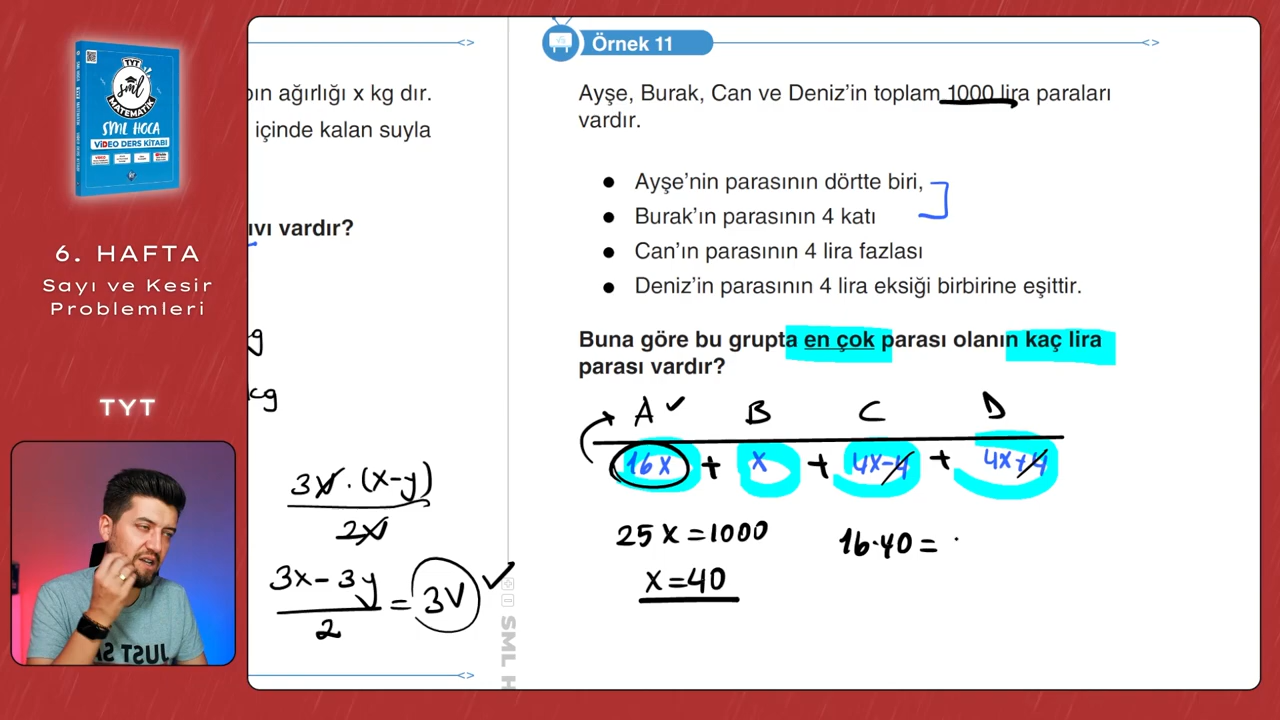 TYT
sml
MATEMATİK
SML HOCA
VİDEO DERS KİTABI
6. HAFTA
Sayı ve Kesir
Problemleri
TYT
JUST
ın ağırlığı x kg dır.
içinde kalan suyla
ıvı vardır?
g
kg
3x · (x-y)
2x
3x - 3y
2
= 3V
SML H
Örnek 11
Ayşe, Burak, Can ve Deniz'in toplam 1000 lira paraları
vardır.
● Ayşe'nin parasının dörtte biri,
● Burak'ın parasının 4 katı
● Can'ın parasının 4 lira fazlası
● Deniz'in parasının 4 lira eksiği birbirine eşittir.
Buna göre bu grupta en çok parası olanın kaç lira
parası vardır?
A B C D
16x + x + 4x-4 + 4x+4
25x = 1000
16·40 =
x = 40